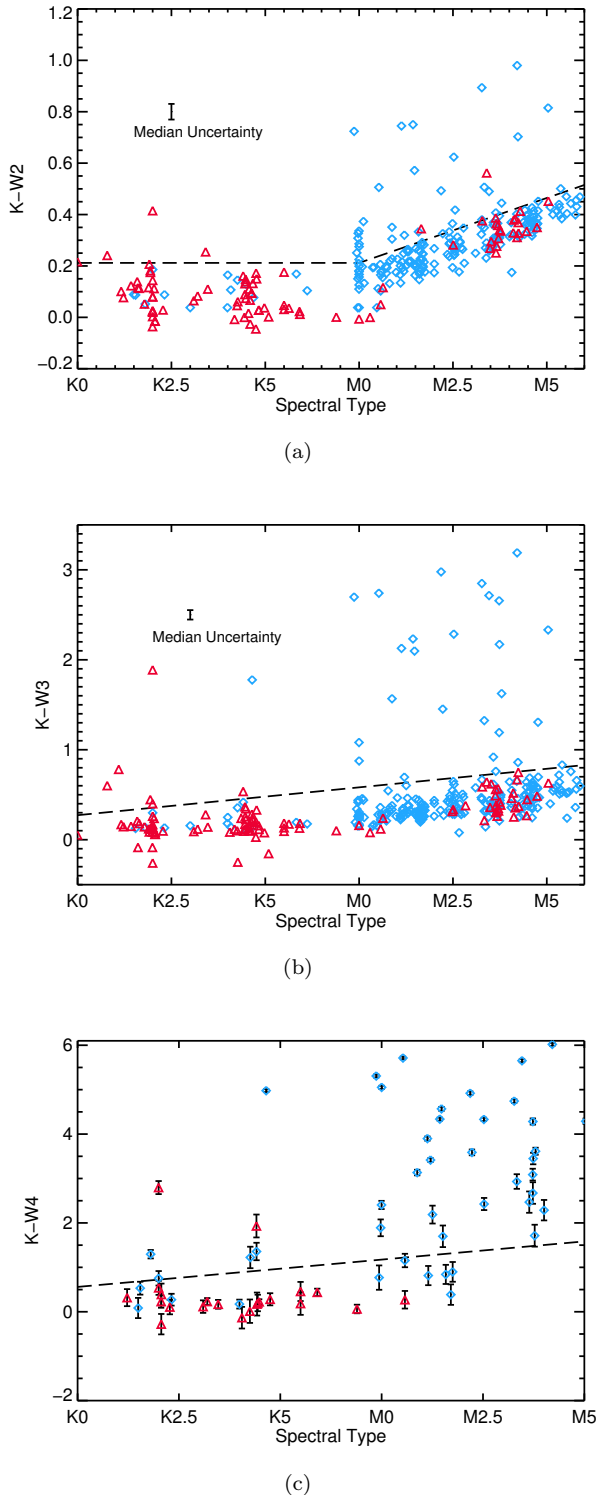 1.2
1.0
0.8
0.6
0.4
0.2
0.0
−0.2
K−W2
Median Uncertainty
K0 K2.5 K5 M0 M2.5 M5
Spectral Type
(a)
3
2
1
0
K−W3
Median Uncertainty
K0 K2.5 K5 M0 M2.5 M5
Spectral Type
(b)
6
4
2
0
−2
K−W4
K0 K2.5 K5 M0 M2.5 M5
Spectral Type
(c)